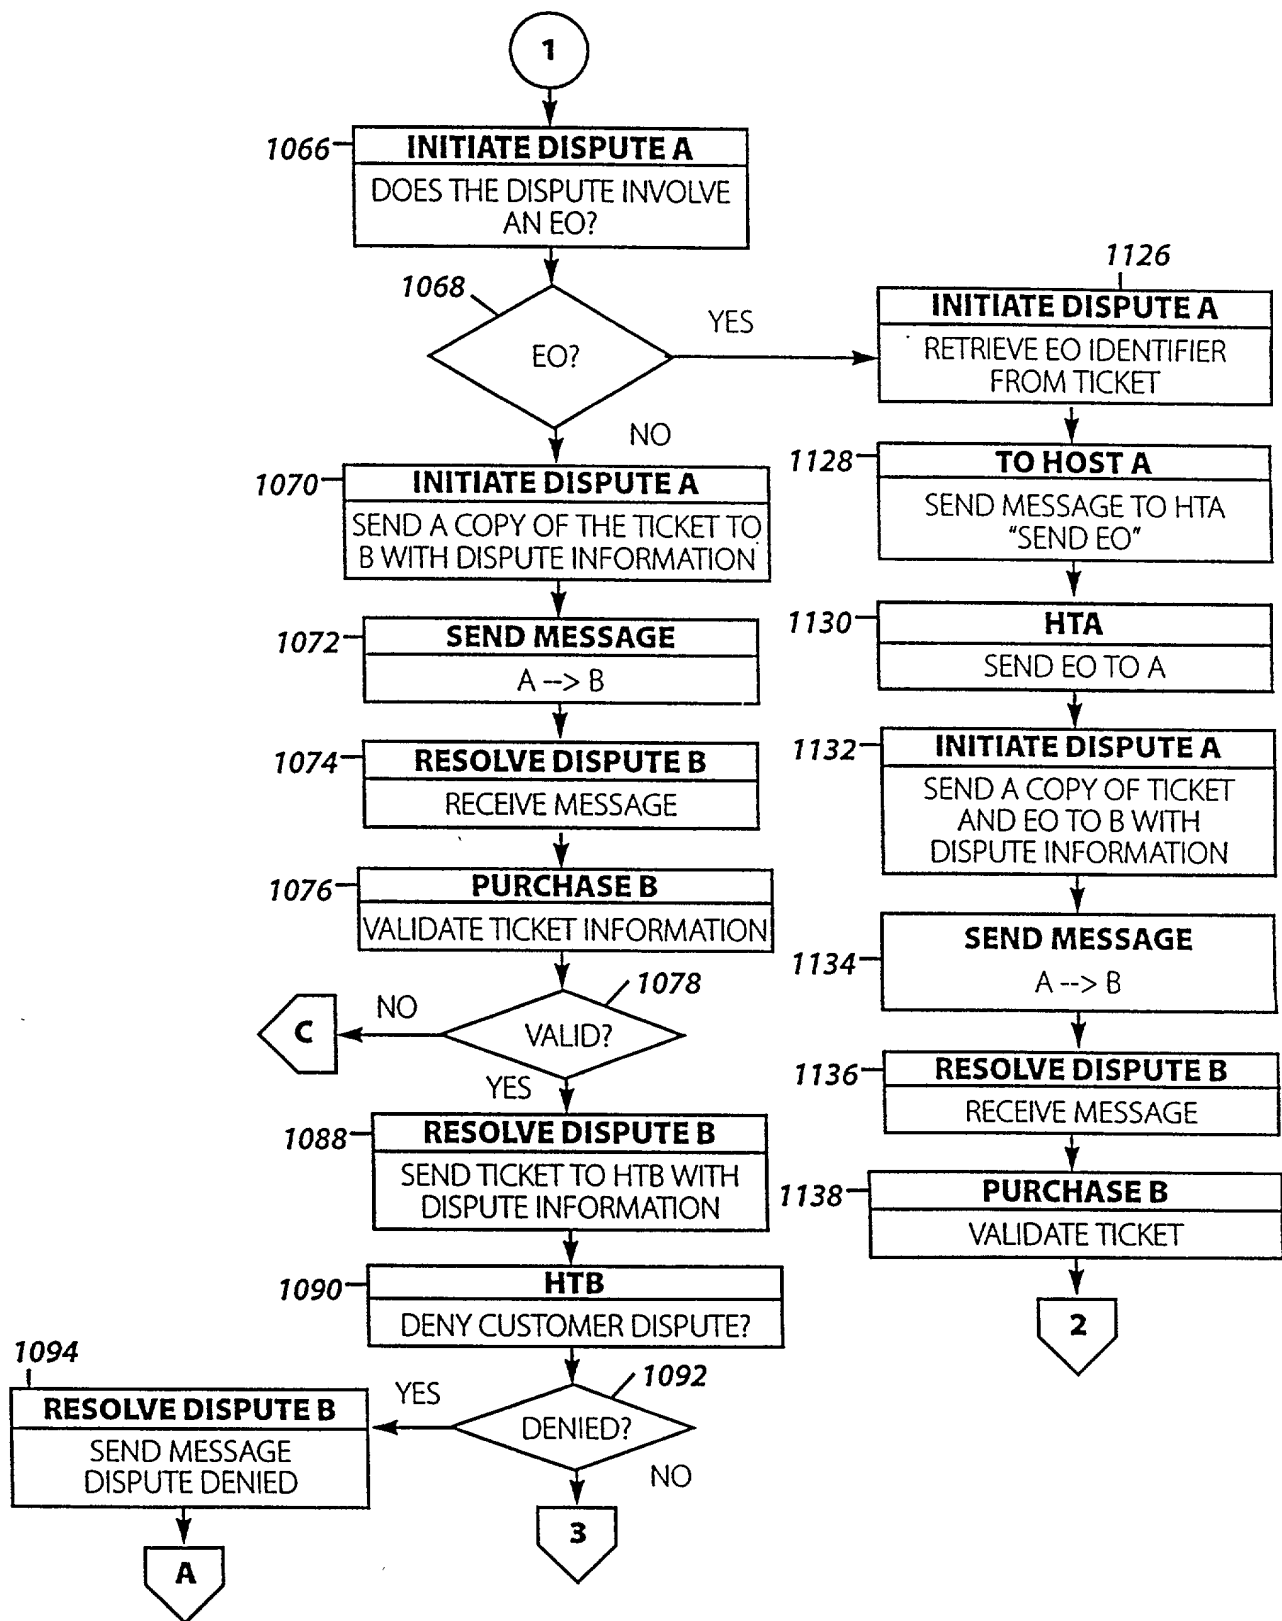 1
1066
INITIATE DISPUTE A
DOES THE DISPUTE INVOLVE
AN EO?
1068
EO?
YES
NO
1070
INITIATE DISPUTE A
SEND A COPY OF THE TICKET TO
B WITH DISPUTE INFORMATION
1072
SEND MESSAGE
A --> B
1074
RESOLVE DISPUTE B
RECEIVE MESSAGE
1076
PURCHASE B
VALIDATE TICKET INFORMATION
1078
VALID?
NO
C
YES
1088
RESOLVE DISPUTE B
SEND TICKET TO HTB WITH
DISPUTE INFORMATION
1090
HTB
DENY CUSTOMER DISPUTE?
1092
DENIED?
YES
NO
1094
RESOLVE DISPUTE B
SEND MESSAGE
DISPUTE DENIED
A
3
1126
INITIATE DISPUTE A
RETRIEVE EO IDENTIFIER
FROM TICKET
1128
TO HOST A
SEND MESSAGE TO HTA
"SEND EO"
1130
HTA
SEND EO TO A
1132
INITIATE DISPUTE A
SEND A COPY OF TICKET
AND EO TO B WITH
DISPUTE INFORMATION
1134
SEND MESSAGE
A --> B
1136
RESOLVE DISPUTE B
RECEIVE MESSAGE
1138
PURCHASE B
VALIDATE TICKET
2